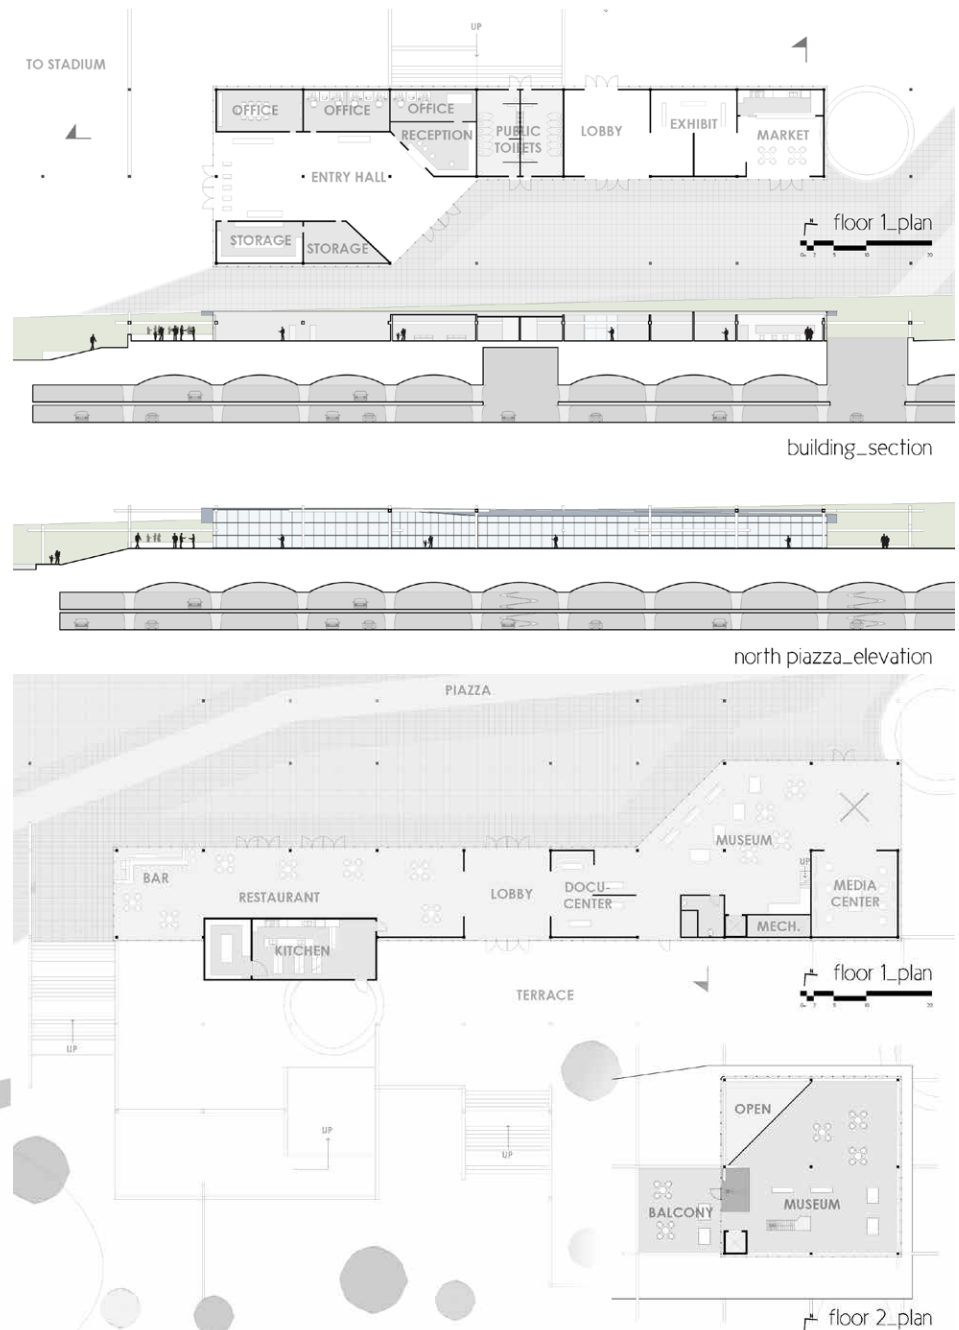 UP
TO STADIUM
OFFICE
OFFICE
OFFICE
RECEPTION
PUBLIC
TOILETS
LOBBY
EXHIBIT
MARKET
ENTRY HALL
STORAGE
STORAGE
N
floor 1_plan
building_section
north piazza_elevation
PIAZZA
MUSEUM
BAR
RESTAURANT
LOBBY
DOCU-
CENTER
UP
MEDIA
CENTER
MECH.
KITCHEN
N
floor 1_plan
TERRACE
UP
UP
UP
OPEN
BALCONY
MUSEUM
N
floor 2_plan